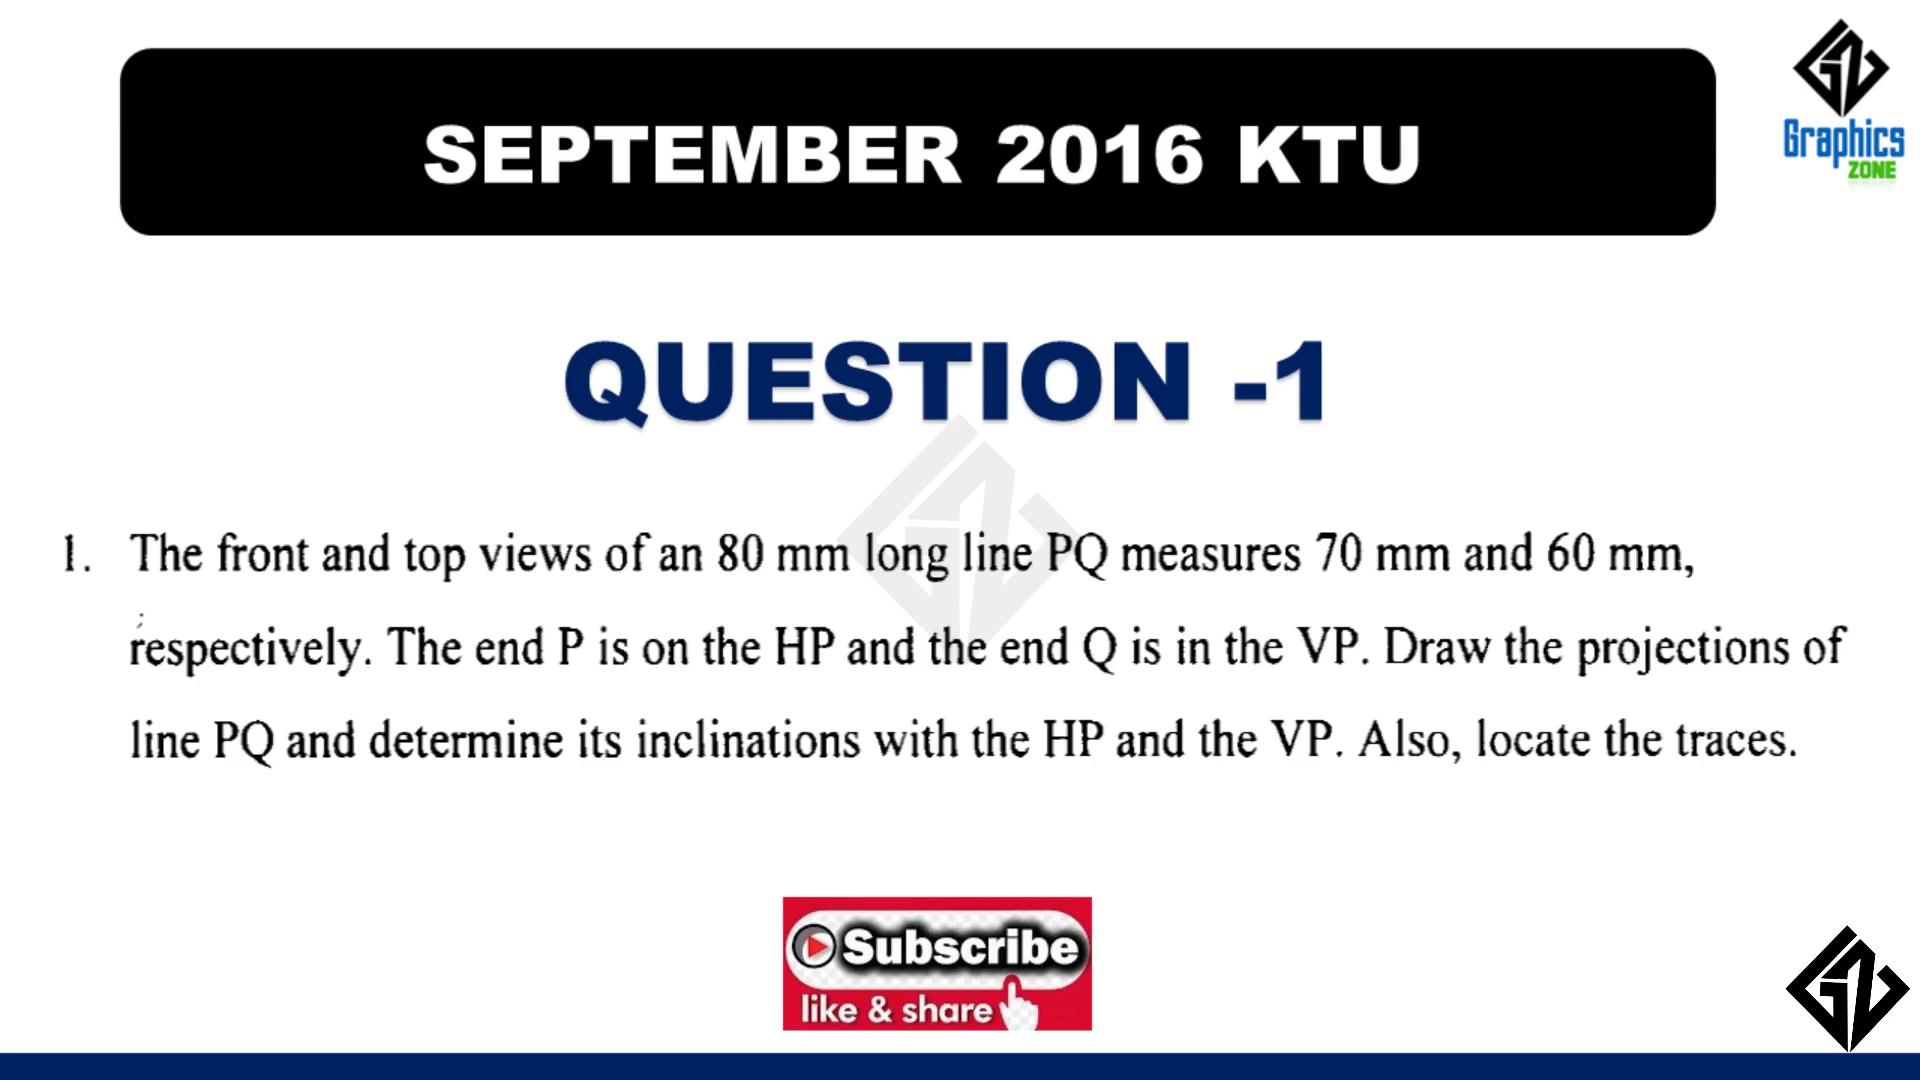 SEPTEMBER 2016 KTU
Graphics
ZONE
QUESTION -1
1. The front and top views of an 80 mm long line PQ measures 70 mm and 60 mm,
respectively. The end P is on the HP and the end Q is in the VP. Draw the projections of
line PQ and determine its inclinations with the HP and the VP. Also, locate the traces.
Subscribe
like & share